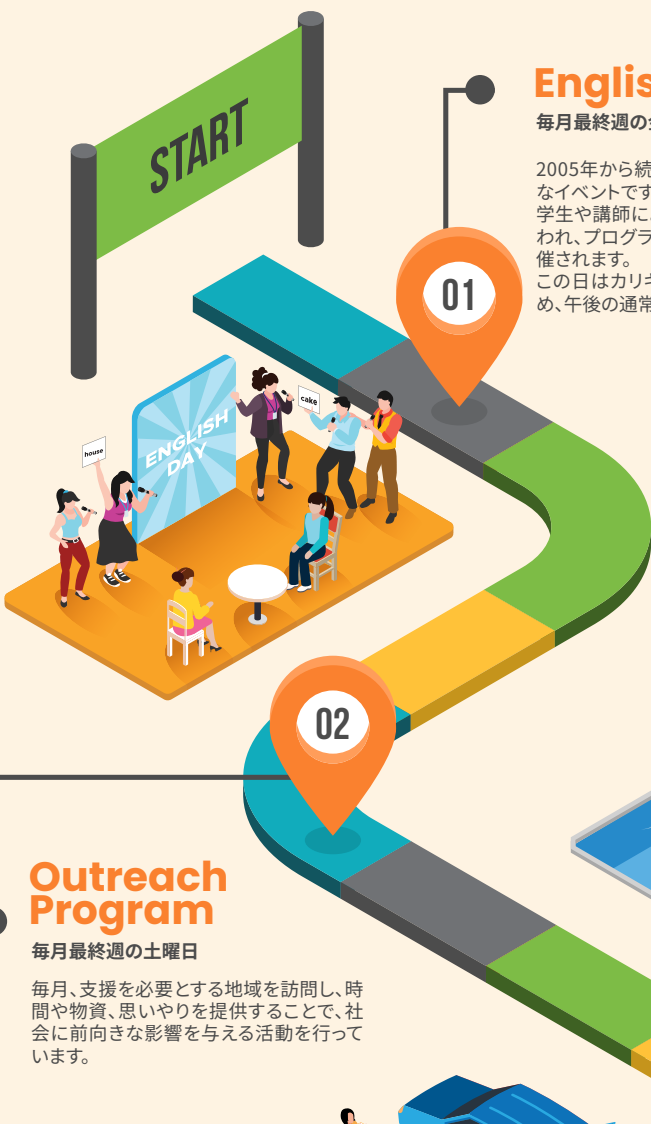 START
Englis
毎月最終週の
2005年から続
なイベントです
学生や講師に
われ、プログラ
催されます。
この日はカリキ
め、午後の通常
01
house
ENGLISH
DAY
cake
02
Outreach
Program
毎月最終週の土曜日
毎月、支援を必要とする地域を訪問し、時
間や物資、思いやりを提供することで、社
会に前向きな影響を与える活動を行って
います。